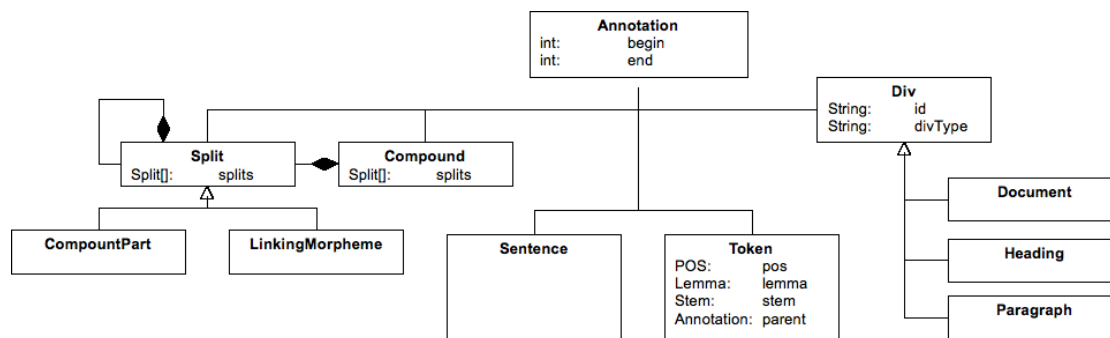 Annotation
int: begin
int: end
Div
String: id
String: divType
Split
Split[]: splits
Compound
Split[]: splits
Document
CompountPart
LinkingMorpheme
Sentence
Token
POS: pos
Lemma: lemma
Stem: stem
Annotation: parent
Heading
Paragraph